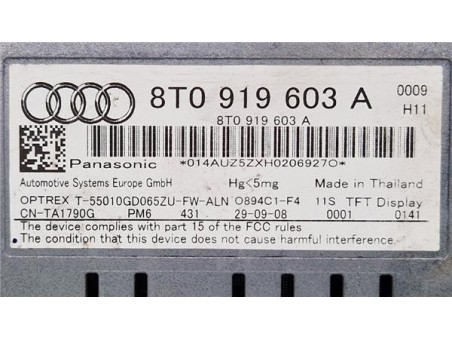 8T0 919 603 A
0009
H11
8T0 919 603 A
Panasonic
*014AUZ5ZXH0206927O*
Automotive Systems Europe GmbH Hg<5mg Made in Thailand
OPTREX T-55010GD065ZU-FW-ALN O894C1-F4 11S TFT Display
CN-TA1790G PM6 431 29-09-08 0001 0141
The device complies with part 15 of the FCC rules
.The condition that this device does not cause harmful interference.